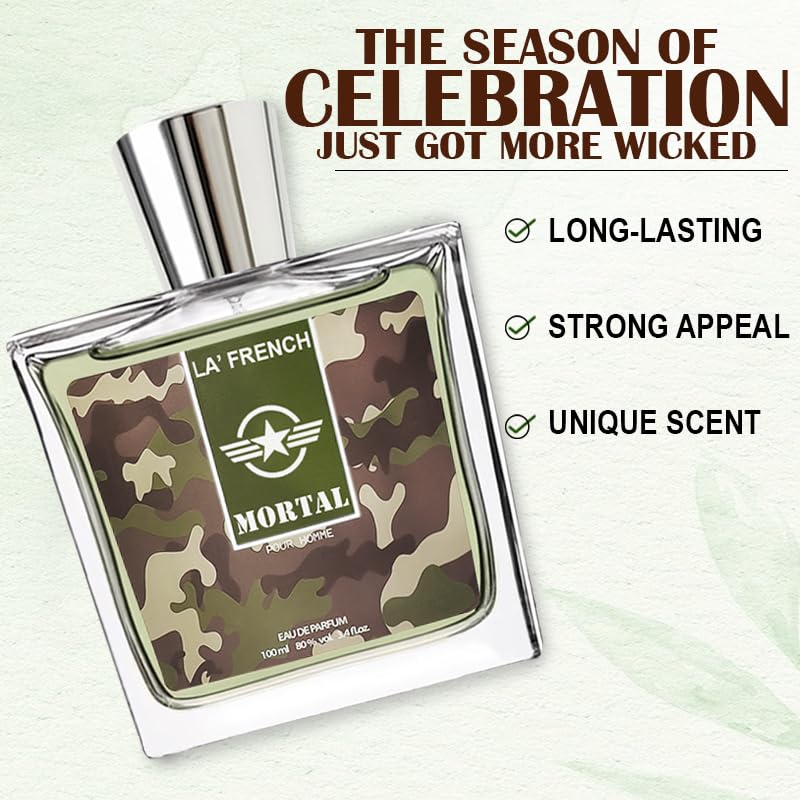 THE SEASON OF
CELEBRATION
JUST GOT MORE WICKED
LONG-LASTING
STRONG APPEAL
UNIQUE SCENT
LA' FRENCH
MORTAL
POUR HOMME
EAU DE PARFUM
100 ml 80% vol. 3.4 fl.oz.